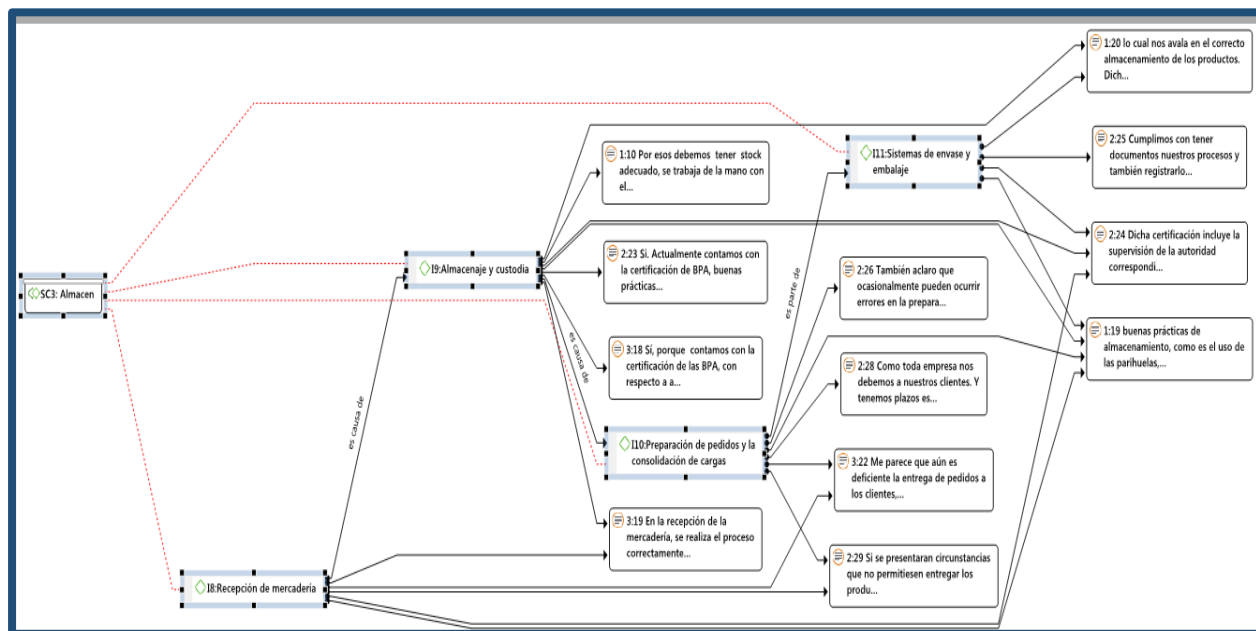 1:20 lo cual nos avala en el correcto
almacenamiento de los productos.
Dich...
1:10 Por esos debemos tener stock
adecuado, se trabaja de la mano con
el...
I11:Sistemas de envase y
embalaje
2:25 Cumplimos con tener
documentos nuestros procesos y
también registrarlo...
I9:Almacenaje y custodia
2:23 Si. Actualmente contamos con
la certificación de BPA, buenas
prácticas...
es parte de
2:26 También aclaro que
ocasionalmente pueden ocurrir
errores en la prepara...
2:24 Dicha certificación incluye la
supervisión de la autoridad
correspondi...
SC3: Almacen
es causa de
3:18 Sí, porque contamos con la
certificación de las BPA, con
respecto a a...
es causa de
2:28 Como toda empresa nos
debemos a nuestros clientes. Y
tenemos plazos es...
1:19 buenas prácticas de
almacenamiento, como es el uso de
las parihuelas,...
I10:Preparación de pedidos y la
consolidación de cargas
3:22 Me parece que aún es
deficiente la entrega de pedidos a
los clientes,...
3:19 En la recepción de la
mercadería, se realiza el proceso
correctamente...
I8:Recepción de mercadería
2:29 Si se presentaran circunstancias
que no permitiesen entregar los
produ...